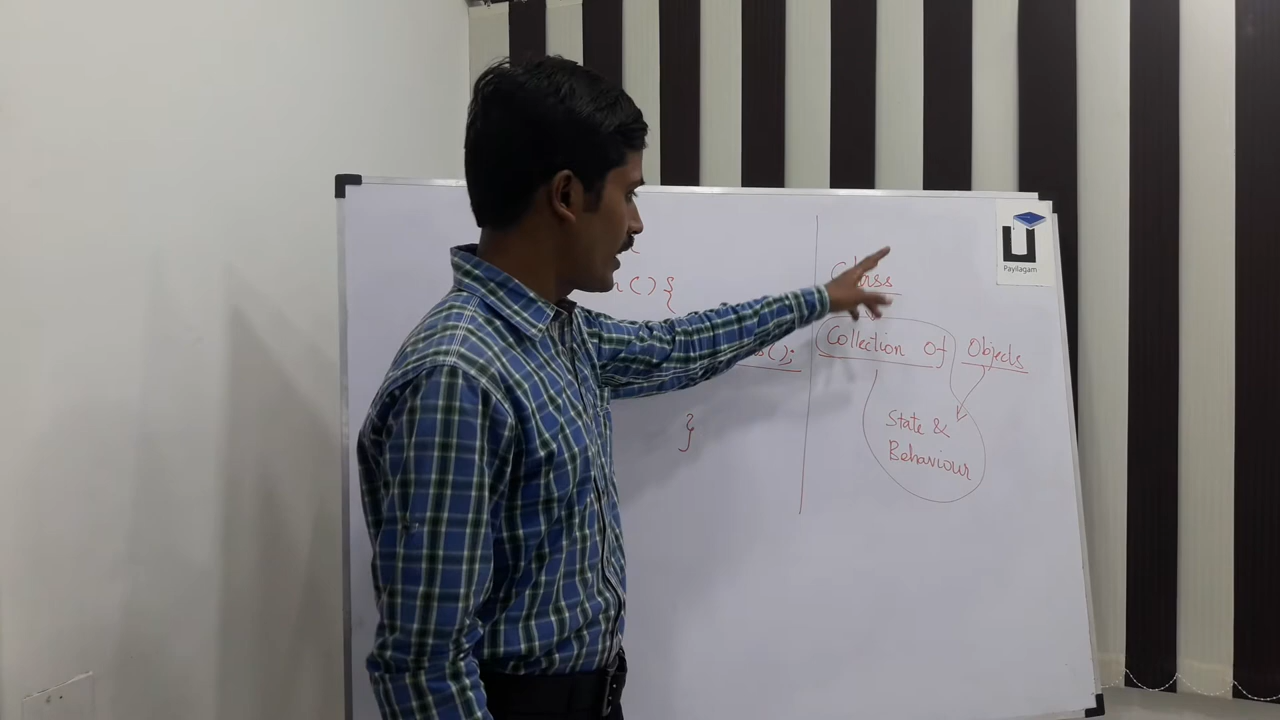 () {
();
}
Class
Collection of Objects
State &
Behaviour
Payilagam